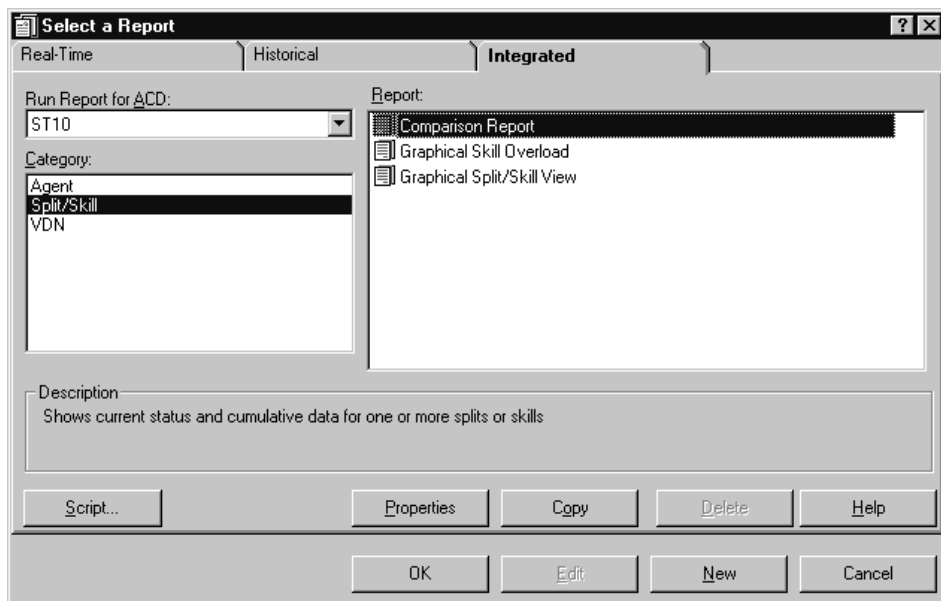 Select a Report
Real-Time
Historical
Integrated
Run Report for ACD:
ST10
Category:
Agent
Split/Skill
VDN
Report:
Comparison Report
Graphical Skill Overload
Graphical Split/Skill View
Description
Shows current status and cumulative data for one or more splits or skills
Script...
Properties
Copy
Delete
Help
OK
Edit
New
Cancel